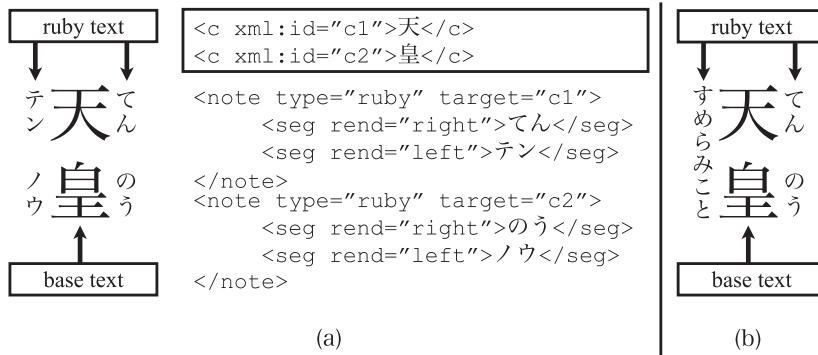 ruby text
てん
天
テン
のう
皇
ノウ
base text
<c xml:id="c1">天</c>
<c xml:id="c2">皇</c>
<note type="ruby" target="c1">
<seg rend="right">てん</seg>
<seg rend="left">テン</seg>
</note>
<note type="ruby" target="c2">
<seg rend="right">のう</seg>
<seg rend="left">ノウ</seg>
</note>
(a)
ruby text
てん
のう
天皇
すめらみこと
base text
(b)